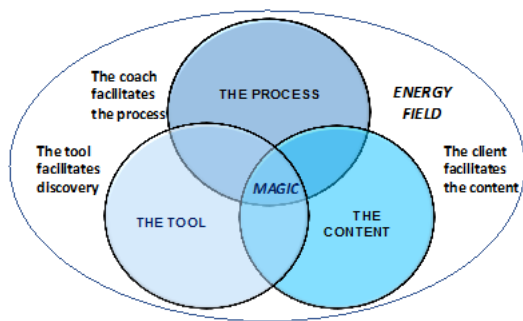 The coach
facilitates
the process
THE PROCESS
ENERGY
FIELD
The tool
facilitates
discovery
The client
facilitates
the content
MAGIC
THE TOOL
THE
CONTENT